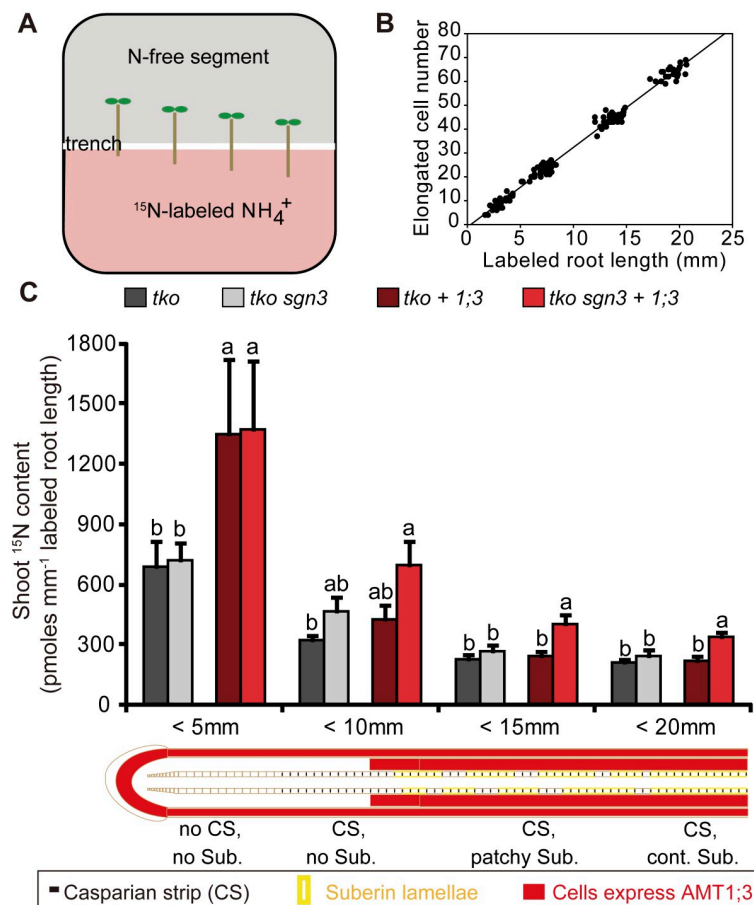 A
N-free segment
trench
¹⁵N-labeled NH₄⁺
B
Elongated cell number
80
70
60
50
40
30
20
10
0
0 5 10 15 20 25
Labeled root length (mm)
C
tko tko sgn3 tko + 1;3 tko sgn3 + 1;3
Shoot ¹⁵N content
(pmoles mm⁻¹ labeled root length)
1800
1500
1200
900
600
300
0
b b a a
b ab ab a
b b b a
b b b a
< 5mm < 10mm < 15mm < 20mm
no CS, CS, CS, CS,
no Sub. no Sub. patchy Sub. cont. Sub.
Casparian strip (CS) Suberin lamellae Cells express AMT1;3